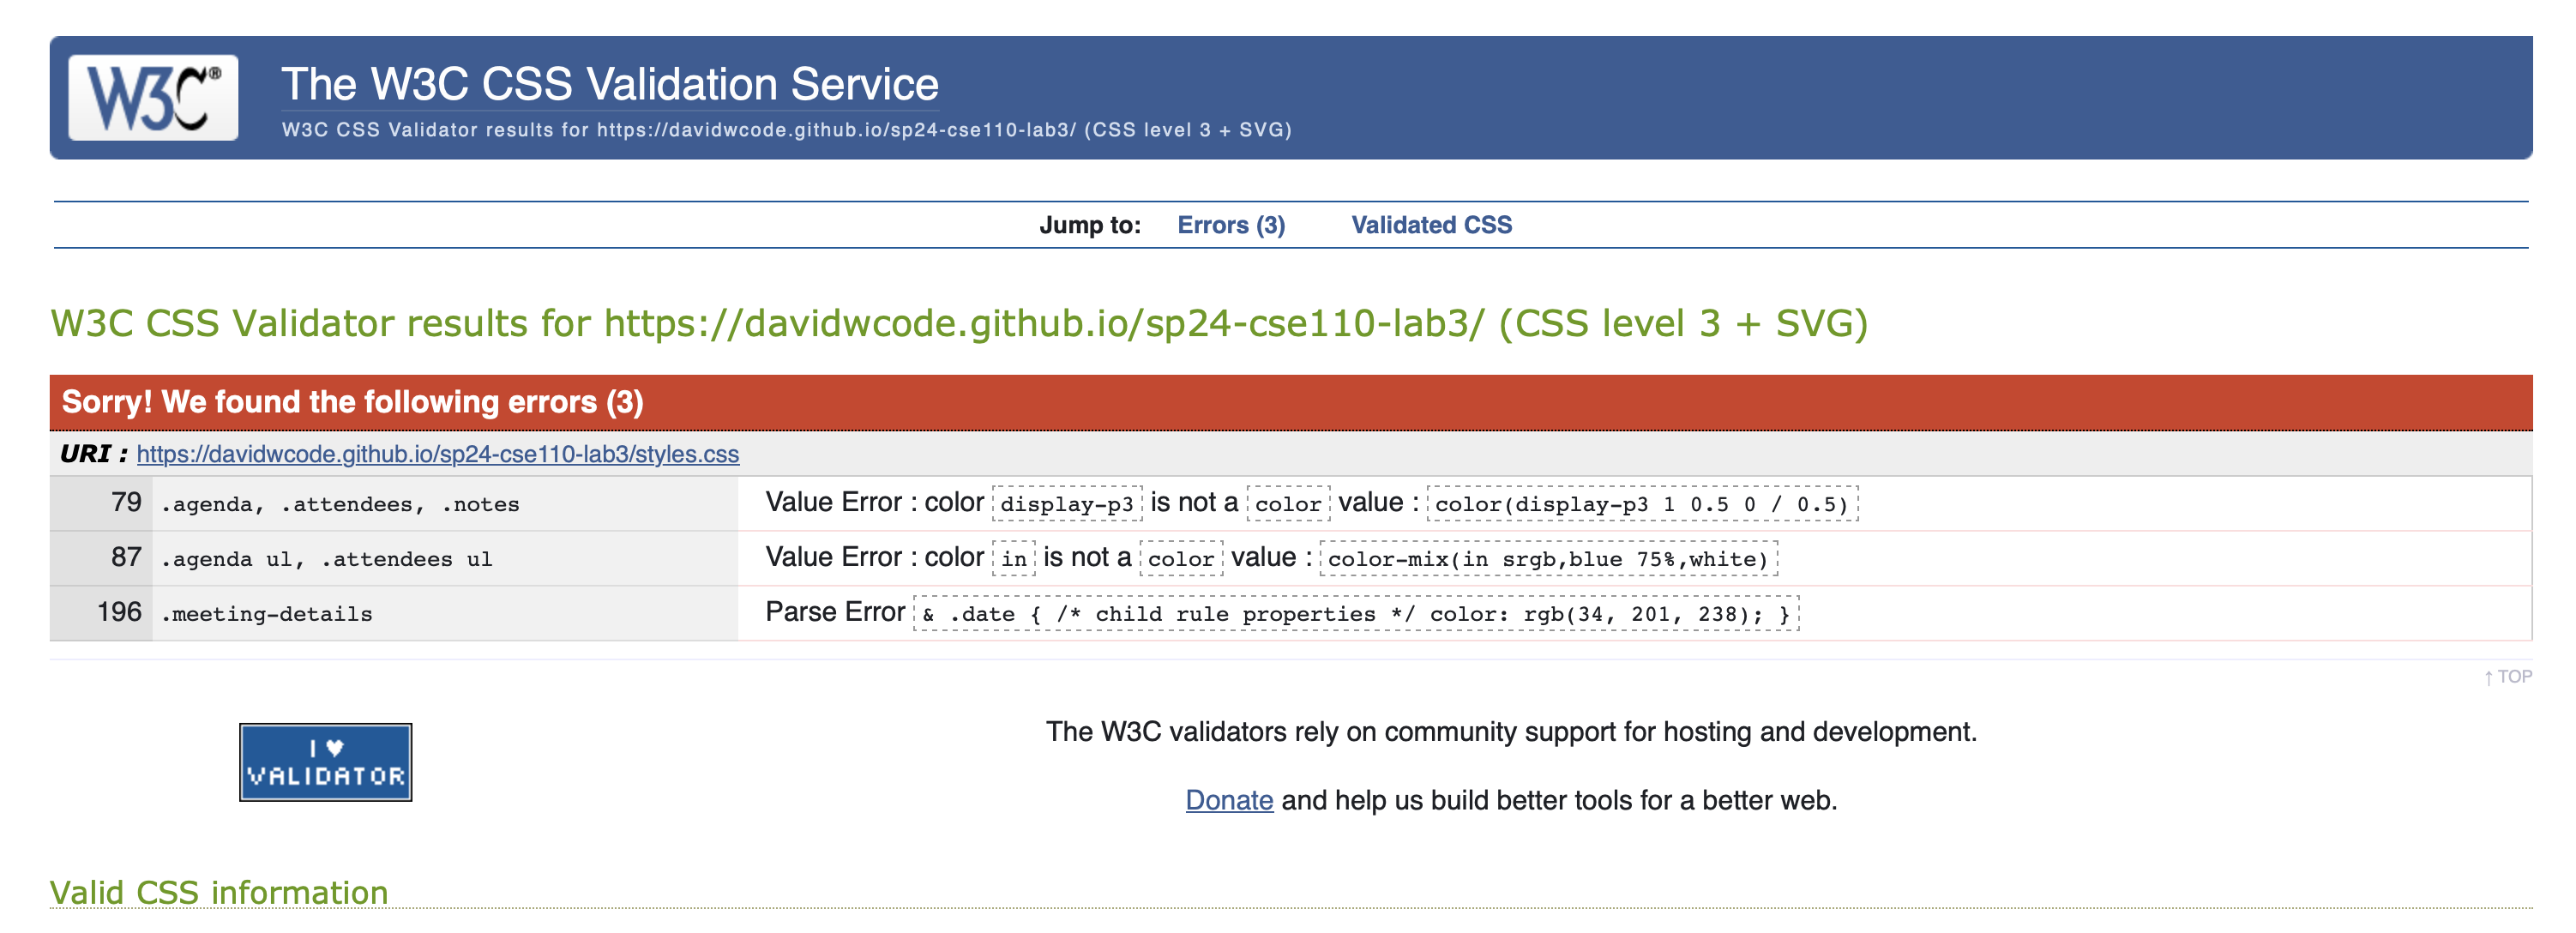 W3C®
The W3C CSS Validation Service
W3C CSS Validator results for https://davidwcode.github.io/sp24-cse110-lab3/ (CSS level 3 + SVG)
Jump to: Errors (3) Validated CSS
W3C CSS Validator results for https://davidwcode.github.io/sp24-cse110-lab3/ (CSS level 3 + SVG)
Sorry! We found the following errors (3)
URI : https://davidwcode.github.io/sp24-cse110-lab3/styles.css
79 .agenda, .attendees, .notes Value Error : color display-p3 is not a color value : color(display-p3 1 0.5 0 / 0.5)
87 .agenda ul, .attendees ul Value Error : color in is not a color value : color-mix(in srgb,blue 75%,white)
196 .meeting-details Parse Error & .date { /* child rule properties */ color: rgb(34, 201, 238); }
↑ TOP
I ♥
VALIDATOR
The W3C validators rely on community support for hosting and development.
Donate and help us build better tools for a better web.
Valid CSS information